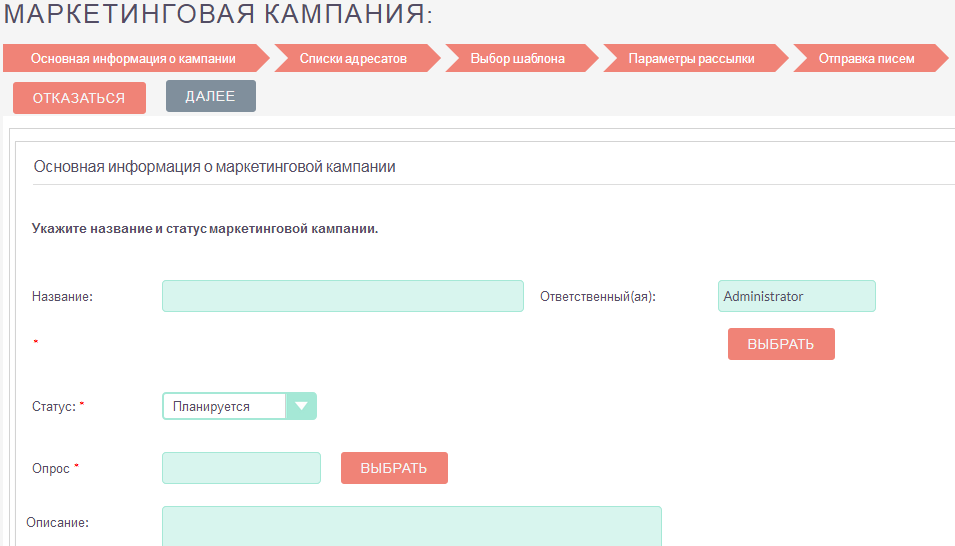 МАРКЕТИНГОВАЯ КАМПАНИЯ:
Основная информация о кампании Списки адресатов Выбор шаблона Параметры рассылки Отправка писем
ОТКАЗАТЬСЯ ДАЛЕЕ
Основная информация о маркетинговой кампании
Укажите название и статус маркетинговой кампании.
Название: Ответственный(ая): Administrator
* ВЫБРАТЬ
Статус: * Планируется
Опрос * ВЫБРАТЬ
Описание: